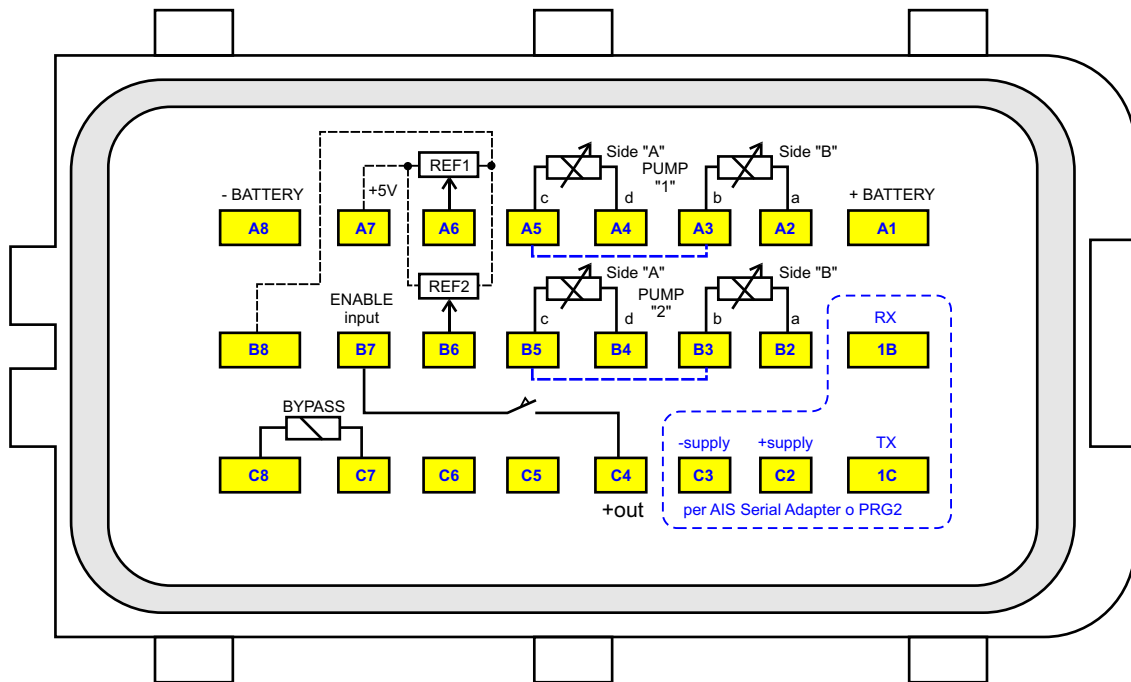 Side "A"
PUMP
"1"
Side "B"
REF1
- BATTERY
+5V
c
d
b
a
+ BATTERY
A8
A7
A6
A5
A4
A3
A2
A1
ENABLE
input
REF2
Side "A"
PUMP
"2"
Side "B"
c
d
b
a
RX
B8
B7
B6
B5
B4
B3
B2
1B
BYPASS
-supply
+supply
TX
C8
C7
C6
C5
C4
C3
C2
1C
+out
per AIS Serial Adapter o PRG2